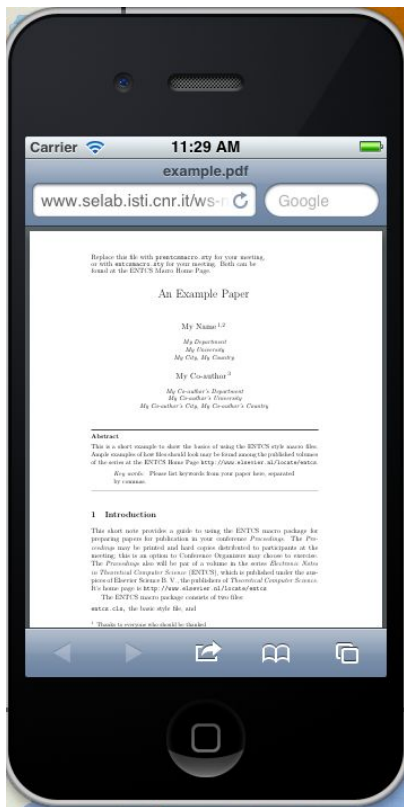 Carrier 11:29 AM
example.pdf
www.selab.isti.cnr.it/ws-
Google
Replace this file with prentcsmacro.sty for your meeting,
or with entcsmacro.sty for your meeting. Both can be
found at the ENTCS Macro Home Page.
An Example Paper
My Name 1,2
My Department
My University
My City, My Country
My Co-author 3
My Co-author's Department
My Co-author's University
My Co-author's City, My Co-author's Country
Abstract
This is a short example to show the basics of using the ENTCS style macro files.
Ample examples of how files should look may be found among the published volumes
of the series at the ENTCS Home Page http://www.elsevier.nl/locate/entcs
Key words: Please list keywords from your paper here, separated
by commas.
1 Introduction
This short note provides a guide to using the ENTCS macro package for
preparing papers for publication in your conference Proceedings. The Pro-
ceedings may be printed and hard copies distributed to participants at the
meeting; this is an option to Conference Organizers may choose to exercise.
The Proceedings also will be par of a volume in the series Electronic Notes
in Theoretical Computer Science (ENTCS), which is published under the aus-
pices of Elsevier Science B. V., the publishers of Theoretical Computer Science.
It's home page is http://www.elsevier.nl/locate/entcs
The ENTCS macro package consists of two files:
entcs.cls, the basic style file, and
1 Thanks to everyone who should be thanked